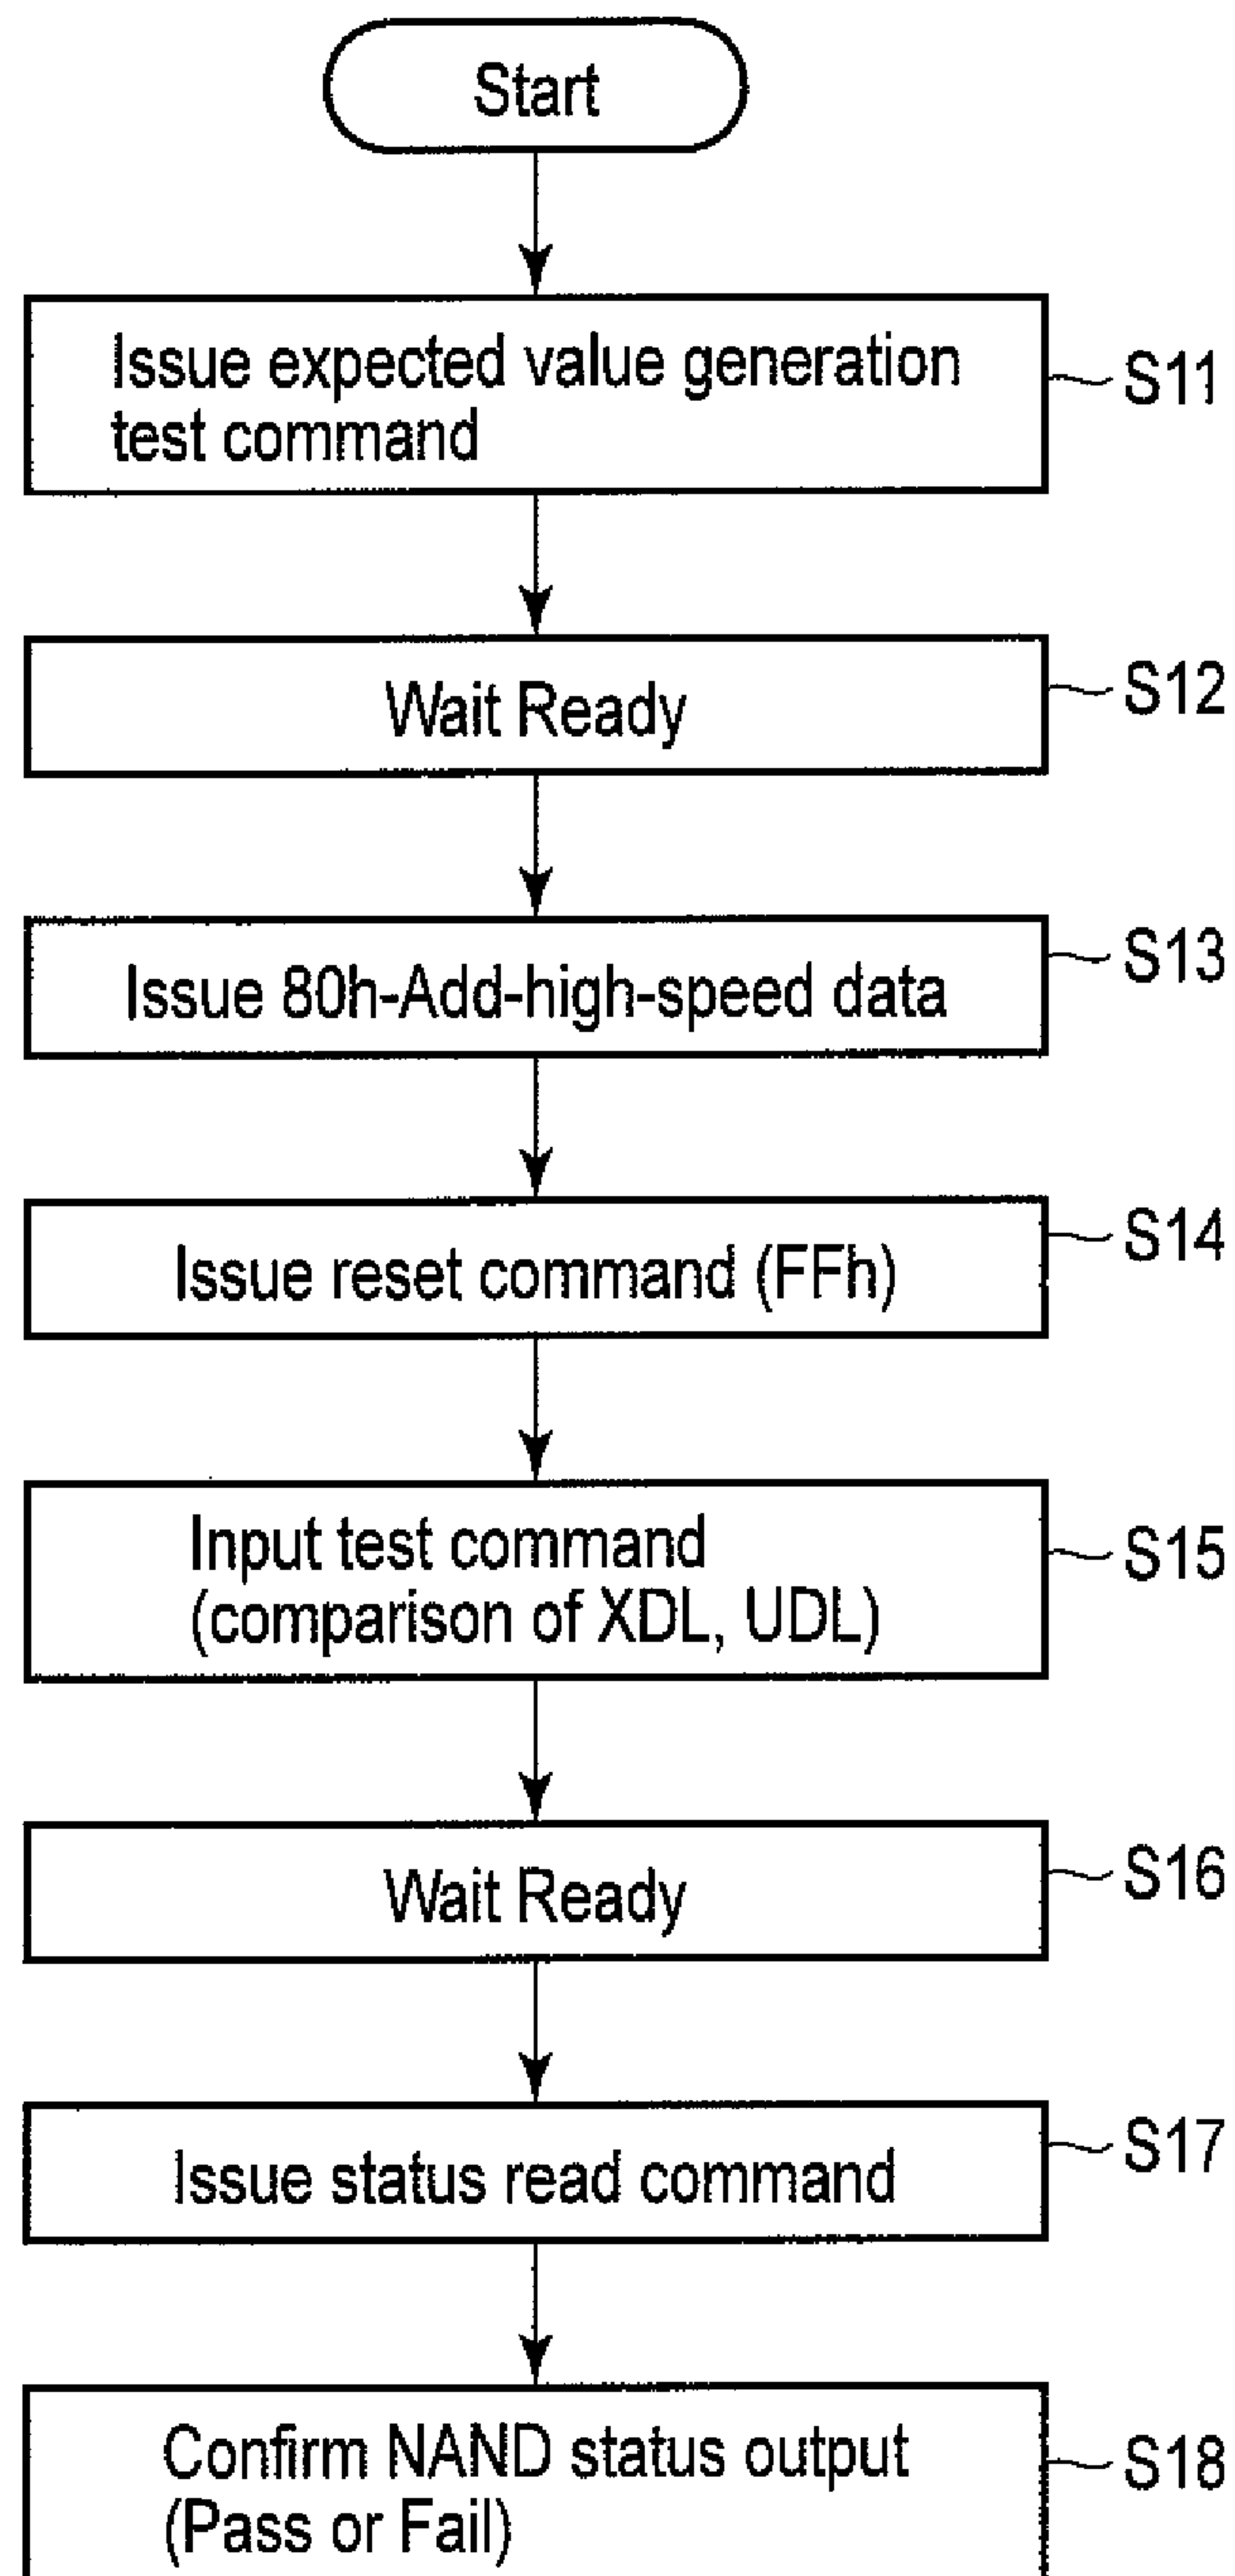 Start
Issue expected value generation
test command
S11
Wait Ready
S12
Issue 80h-Add-high-speed data
S13
Issue reset command (FFh)
S14
Input test command
(comparison of XDL, UDL)
S15
Wait Ready
S16
Issue status read command
S17
Confirm NAND status output
(Pass or Fail)
S18